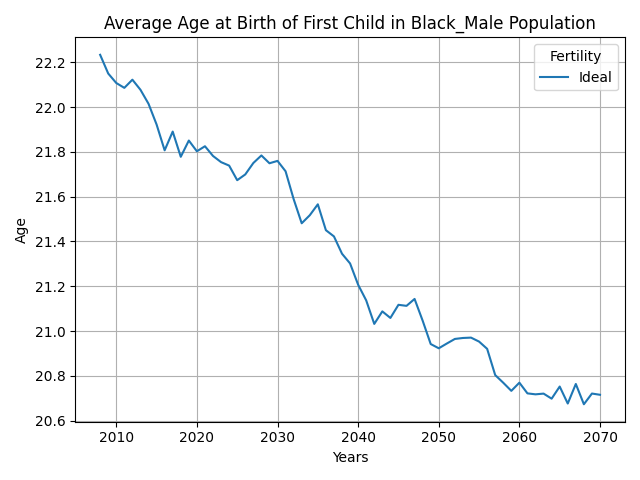 Average Age at Birth of First Child in Black_Male Population
Fertility
Ideal
Age
22.2
22.0
21.8
21.6
21.4
21.2
21.0
20.8
20.6
2010 2020 2030 2040 2050 2060 2070
Years